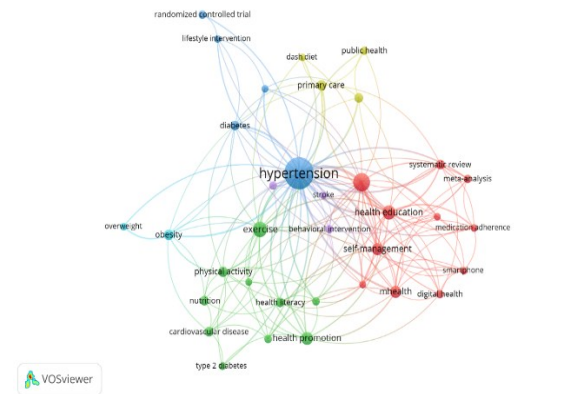 randomized controlled trial
lifestyle intervention
public health
dash diet
primary care
diabetes
systematic review
hypertension
meta-analysis
stroke
health education
overweight
obesity
exercise
behavioral intervention
medication adherence
self-management
physical activity
smartphone
nutrition
health literacy
mhealth
digital health
cardiovascular disease
health promotion
type 2 diabetes
VOSviewer